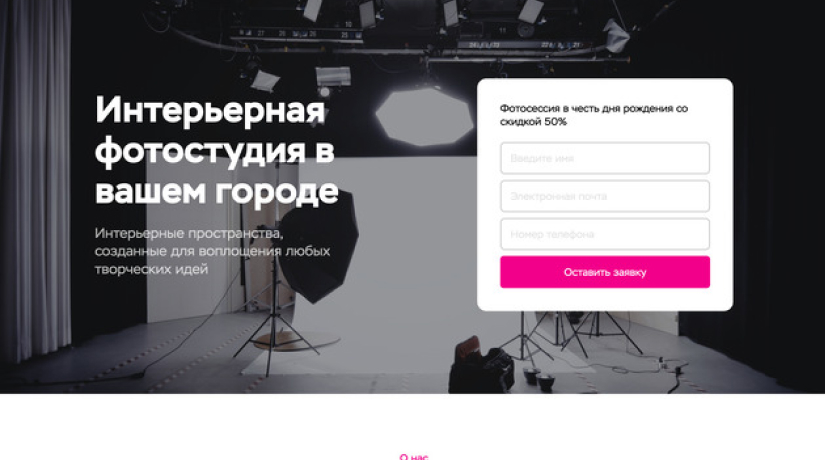 Интерьерная
фотостудия в
вашем городе
Интерьерные пространства,
созданные для воплощения любых
творческих идей
Фотосессия в честь дня рождения со
скидкой 50%
Введите имя
Электронная почта
Номер телефона
Оставить заявку
О нас